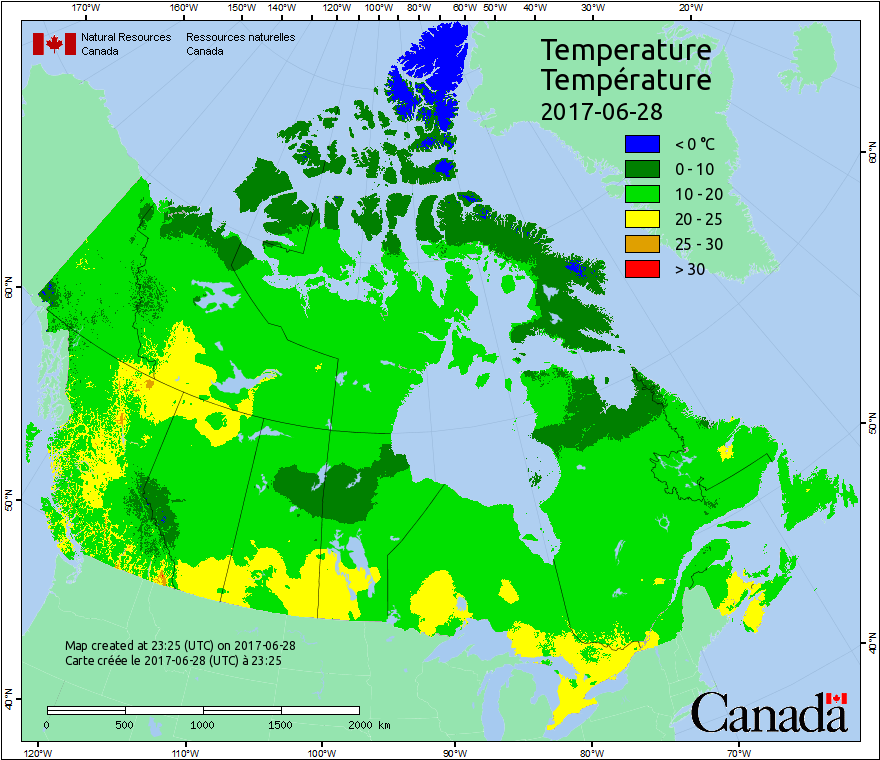 170°W 160°W 150°W 140°W 130°W 120°W 110°W 100°W 80°W 60°W 50°W 40°W 30°W 20°W
Natural Resources Ressources naturelles
Canada Canada
Temperature
Température
2017-06-28
< 0 °C
0 - 10
10 - 20
20 - 25
25 - 30
> 30
60°N
60°N
50°N
50°N
40°N
40°N
Map created at 23:25 (UTC) on 2017-06-28
Carte créée le 2017-06-28 (UTC) à 23:25
0 500 1000 1500 2000 km
Canada
120°W 110°W 100°W 90°W 80°W 70°W